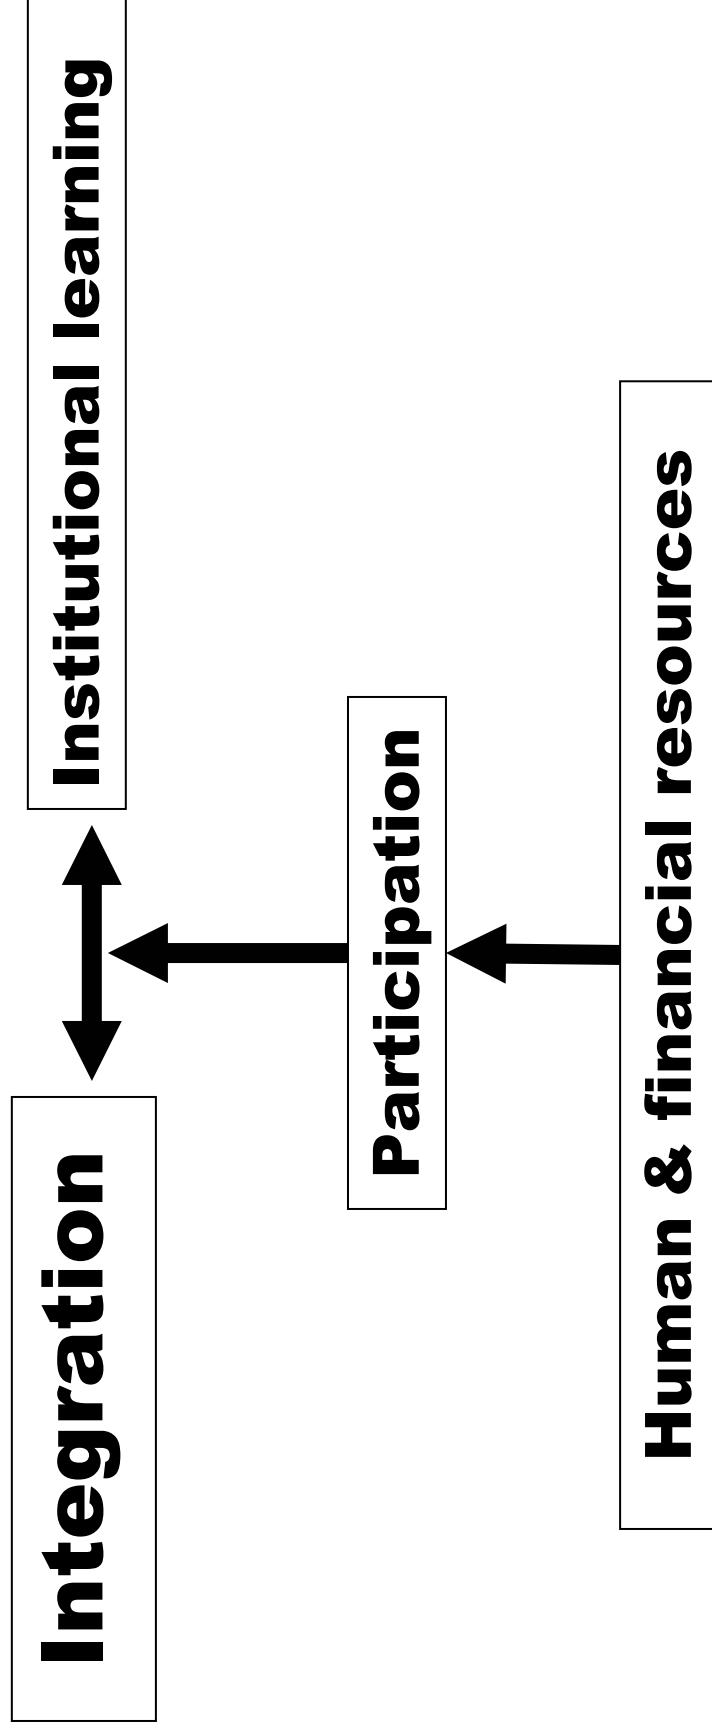 Integration
Institutional learning
Participation
Human & financial resources